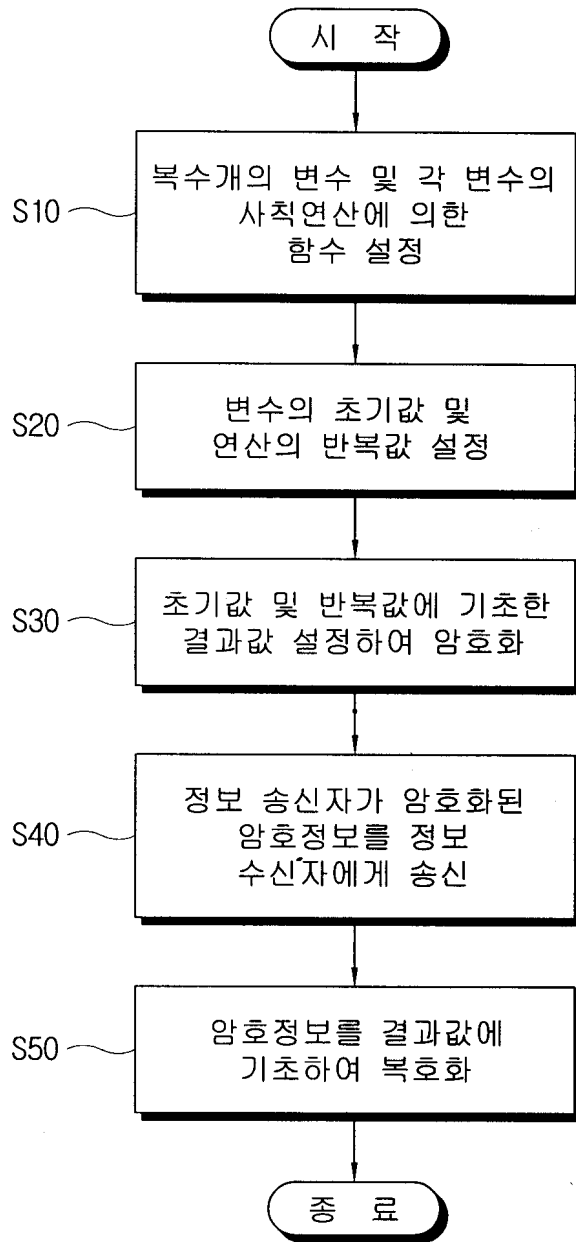 시 작
S10
복수개의 변수 및 각 변수의
사칙연산에 의한
함수 설정
S20
변수의 초기값 및
연산의 반복값 설정
S30
초기값 및 반복값에 기초한
결과값 설정하여 암호화
S40
정보 송신자가 암호화된
암호정보를 정보
수신자에게 송신
S50
암호정보를 결과값에
기초하여 복호화
종 료